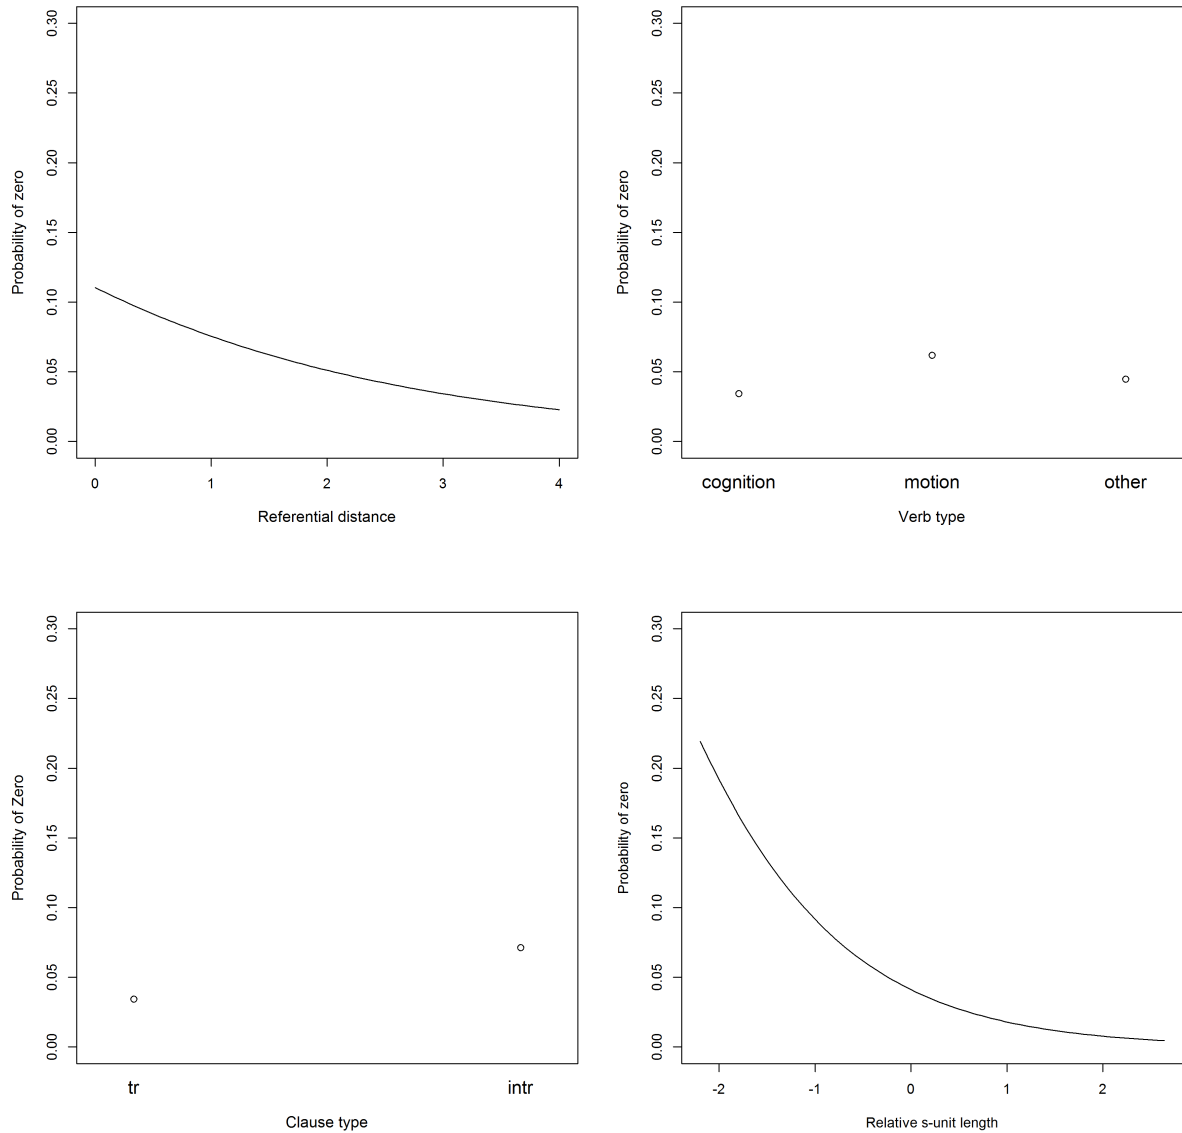 Probability of zero
0.30
0.25
0.20
0.15
0.10
0.05
0.00
0 1 2 3 4
Referential distance
Probability of zero
0.30
0.25
0.20
0.15
0.10
0.05
0.00
cognition motion other
Verb type
Probability of Zero
0.30
0.25
0.20
0.15
0.10
0.05
0.00
tr intr
Clause type
Probability of zero
0.30
0.25
0.20
0.15
0.10
0.05
0.00
-2 -1 0 1 2
Relative s-unit length